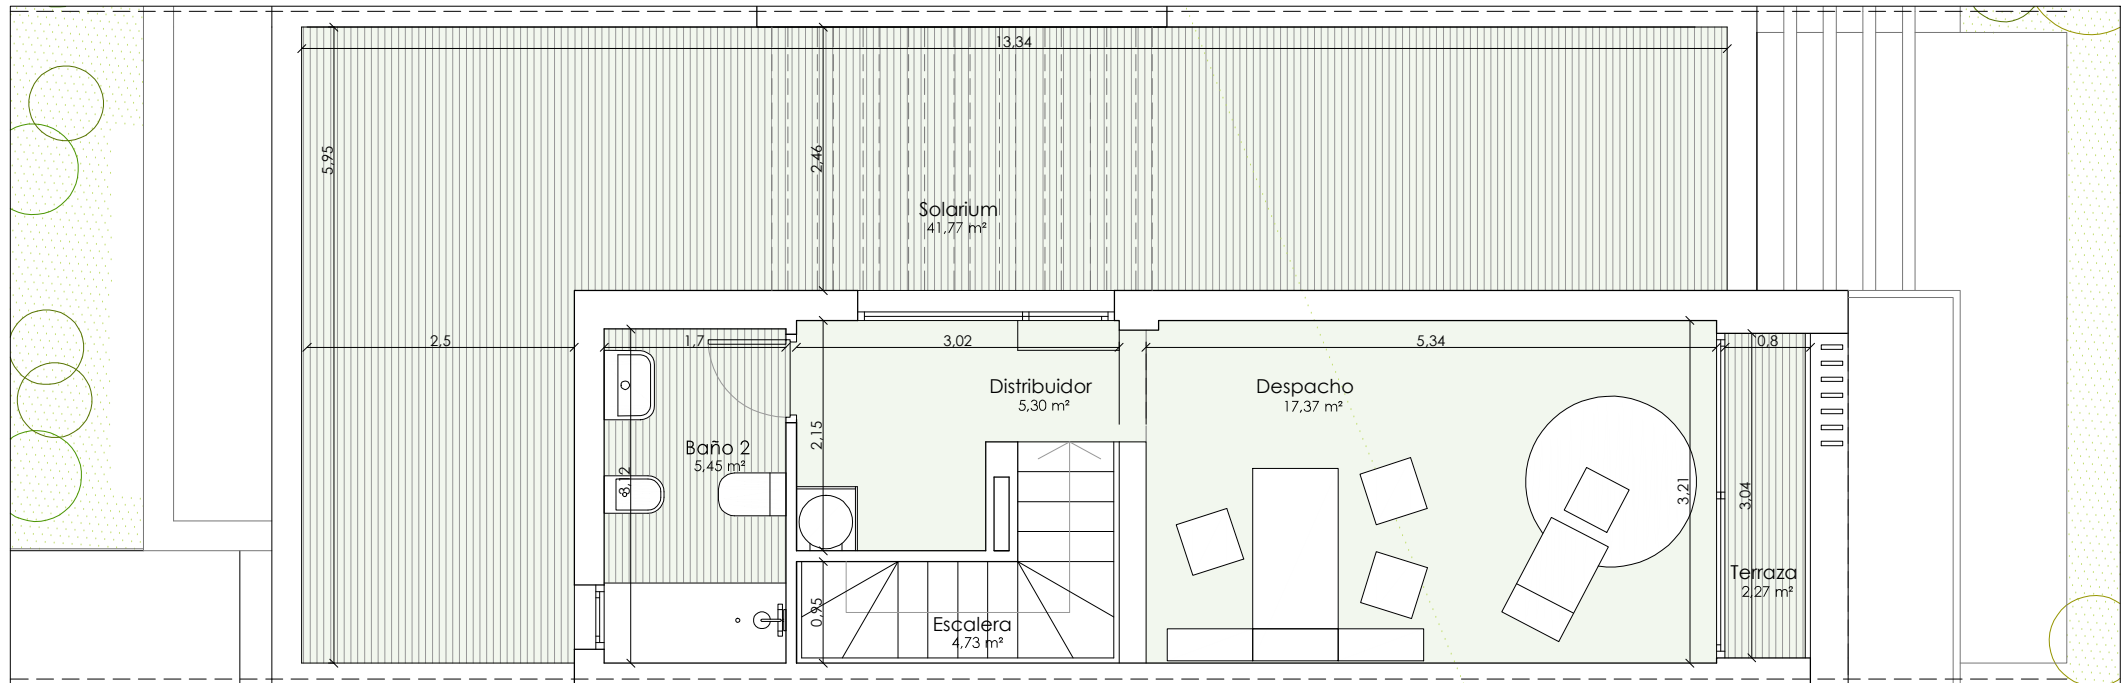 13,34
5,95
2,46
Solarium
41,77 m²
2,5
1,7
3,02
5,34
0,8
Distribuidor
5,30 m²
Despacho
17,37 m²
2,15
Baño 2
5,45 m²
3,12
3,21
3,04
Terraza
2,27 m²
0,95
Escalera
4,73 m²